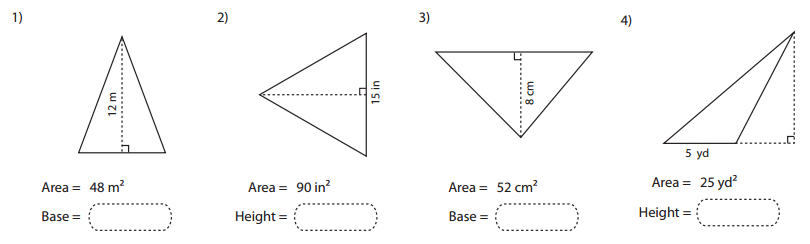 1)
12 m
Area = 48 m²
Base =
2)
15 in
Area = 90 in²
Height =
3)
8 cm
Area = 52 cm²
Base =
4)
5 yd
Area = 25 yd²
Height =